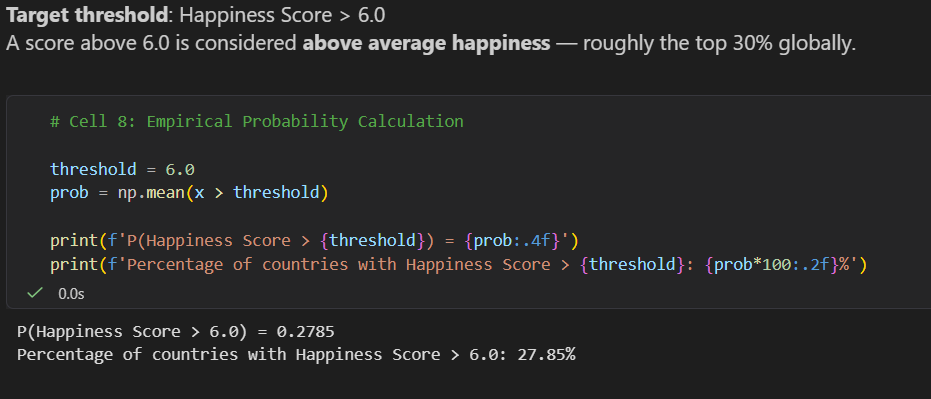 Target threshold: Happiness Score > 6.0
A score above 6.0 is considered above average happiness — roughly the top 30% globally.
# Cell 8: Empirical Probability Calculation
threshold = 6.0
prob = np.mean(x > threshold)
print(f'P(Happiness Score > {threshold}) = {prob:.4f}')
print(f'Percentage of countries with Happiness Score > {threshold}: {prob*100:.2f}%')
0.0s
P(Happiness Score > 6.0) = 0.2785
Percentage of countries with Happiness Score > 6.0: 27.85%